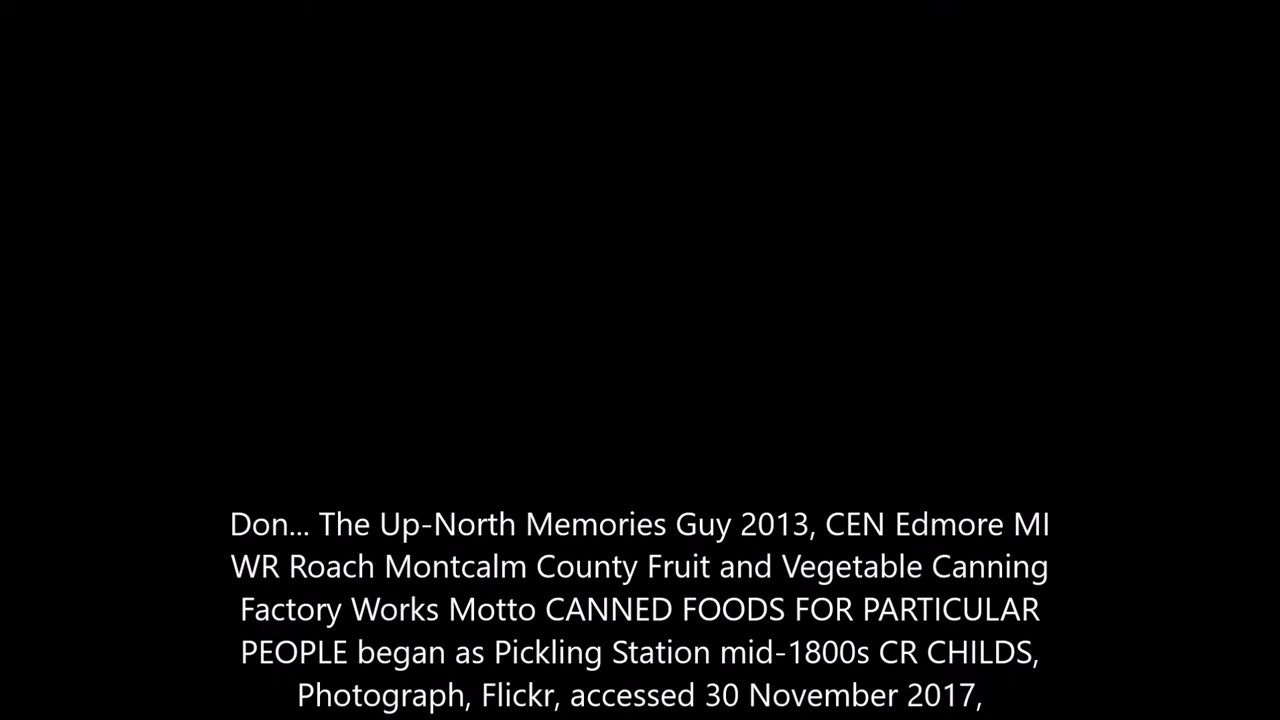 Don... The Up-North Memories Guy 2013, CEN Edmore MI
WR Roach Montcalm County Fruit and Vegetable Canning
Factory Works Motto CANNED FOODS FOR PARTICULAR
PEOPLE began as Pickling Station mid-1800s CR CHILDS,
Photograph, Flickr, accessed 30 November 2017,